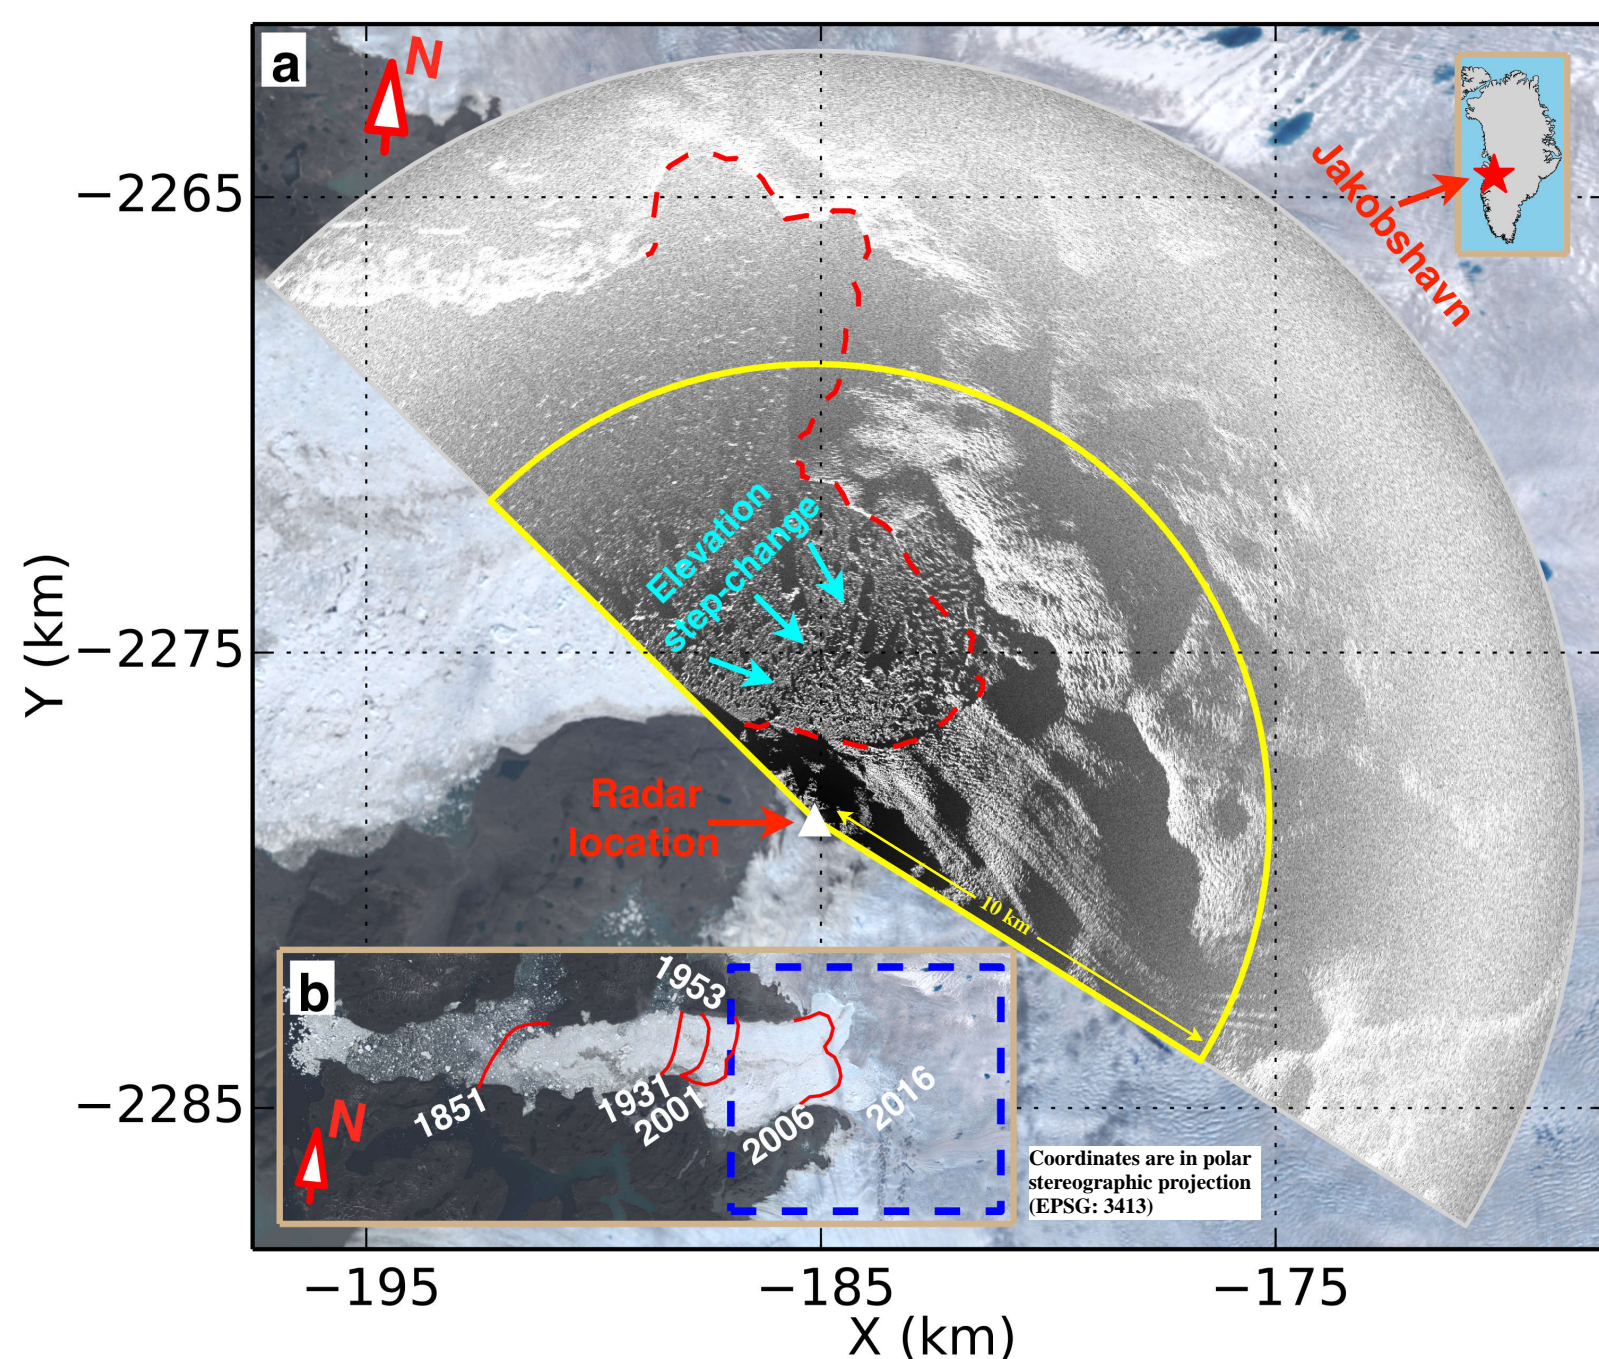 a
N
Jakobshavn
−2265
Elevation
step-change
Y (km)
−2275
Radar
location
10 km
b
1953
1851
1931
2001
2006
2016
N
−2285
Coordinates are in polar
stereographic projection
(EPSG: 3413)
−195
−185
−175
X (km)